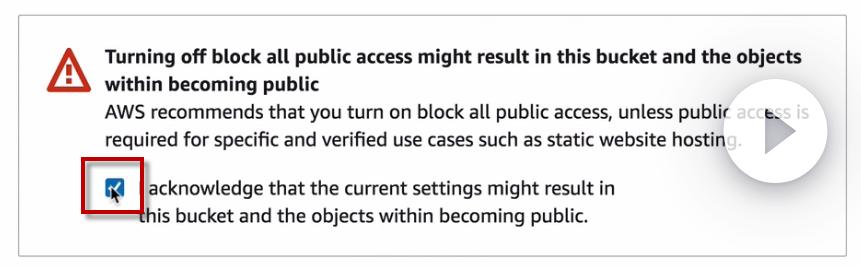 Turning off block all public access might result in this bucket and the objects
within becoming public
AWS recommends that you turn on block all public access, unless public access is
required for specific and verified use cases such as static website hosting.
I acknowledge that the current settings might result in
this bucket and the objects within becoming public.